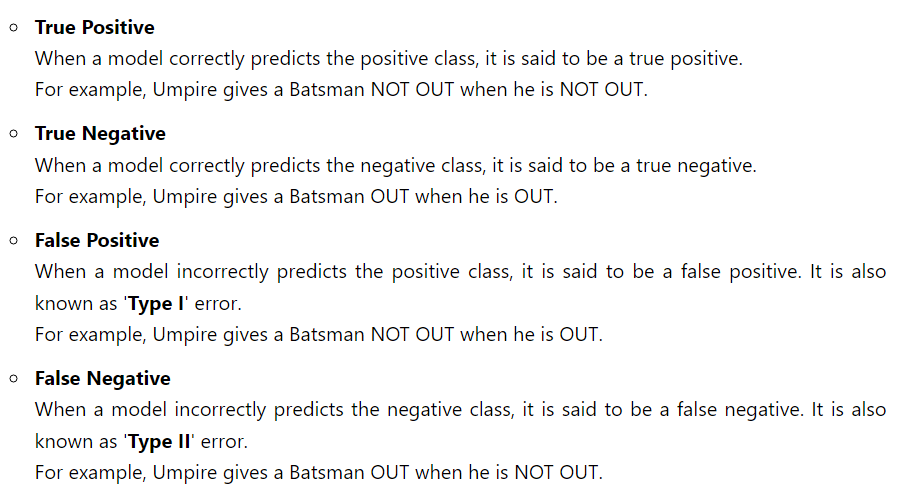 True Positive
When a model correctly predicts the positive class, it is said to be a true positive.
For example, Umpire gives a Batsman NOT OUT when he is NOT OUT.
True Negative
When a model correctly predicts the negative class, it is said to be a true negative.
For example, Umpire gives a Batsman OUT when he is OUT.
False Positive
When a model incorrectly predicts the positive class, it is said to be a false positive. It is also
known as 'Type I' error.
For example, Umpire gives a Batsman NOT OUT when he is OUT.
False Negative
When a model incorrectly predicts the negative class, it is said to be a false negative. It is also
known as 'Type II' error.
For example, Umpire gives a Batsman OUT when he is NOT OUT.